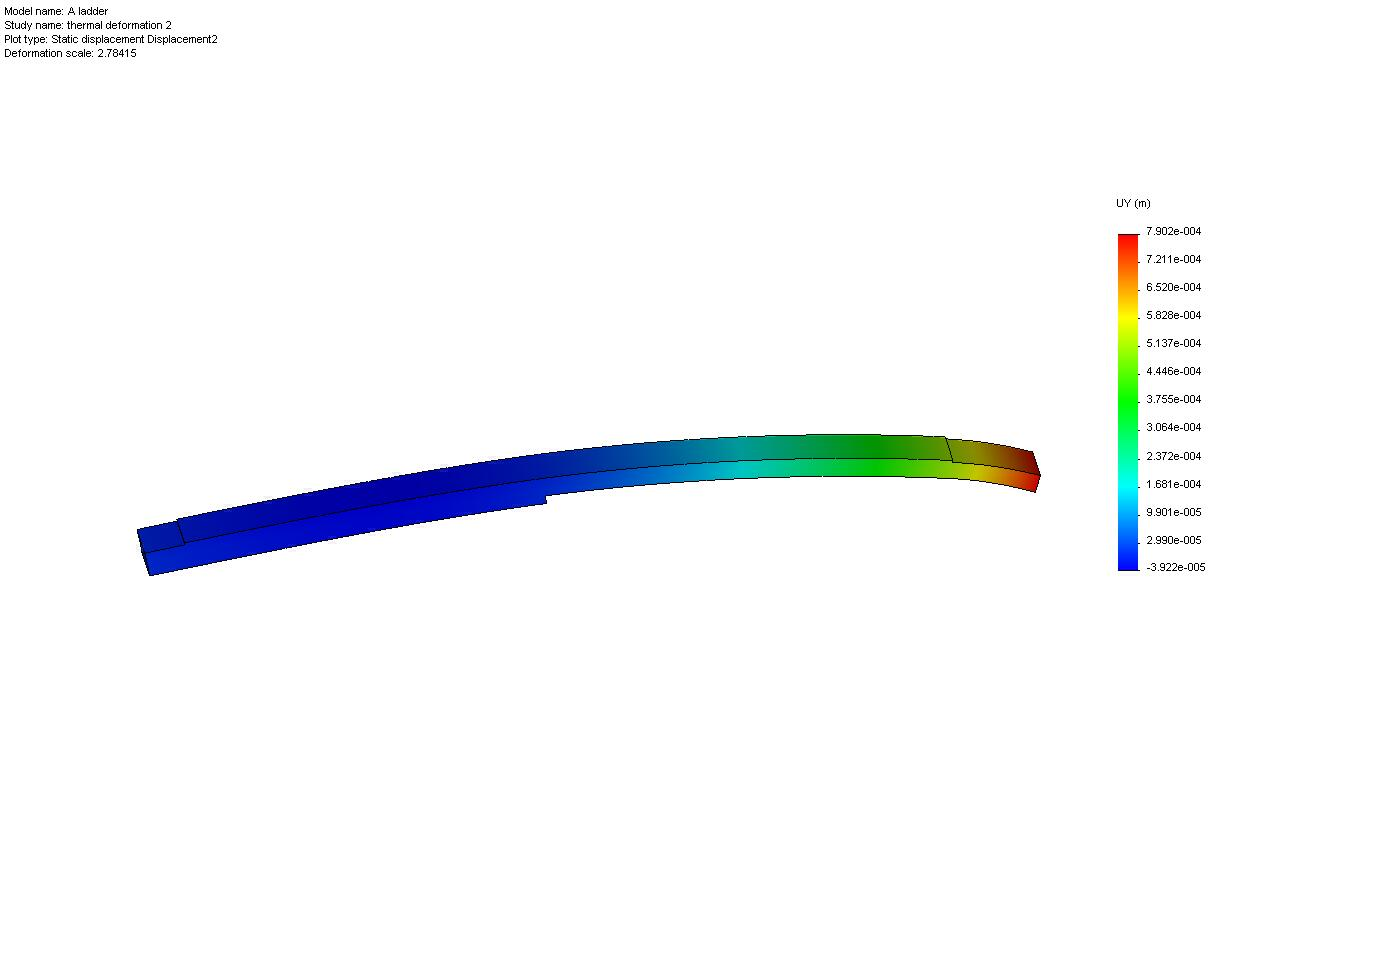 Model name: A ladder
Study name: thermal deformation 2
Plot type: Static displacement Displacement2
Deformation scale: 2.78415
UY (m)
7.902e-004
7.211e-004
6.520e-004
5.828e-004
5.137e-004
4.446e-004
3.755e-004
3.064e-004
2.372e-004
1.681e-004
9.901e-005
2.990e-005
-3.922e-005